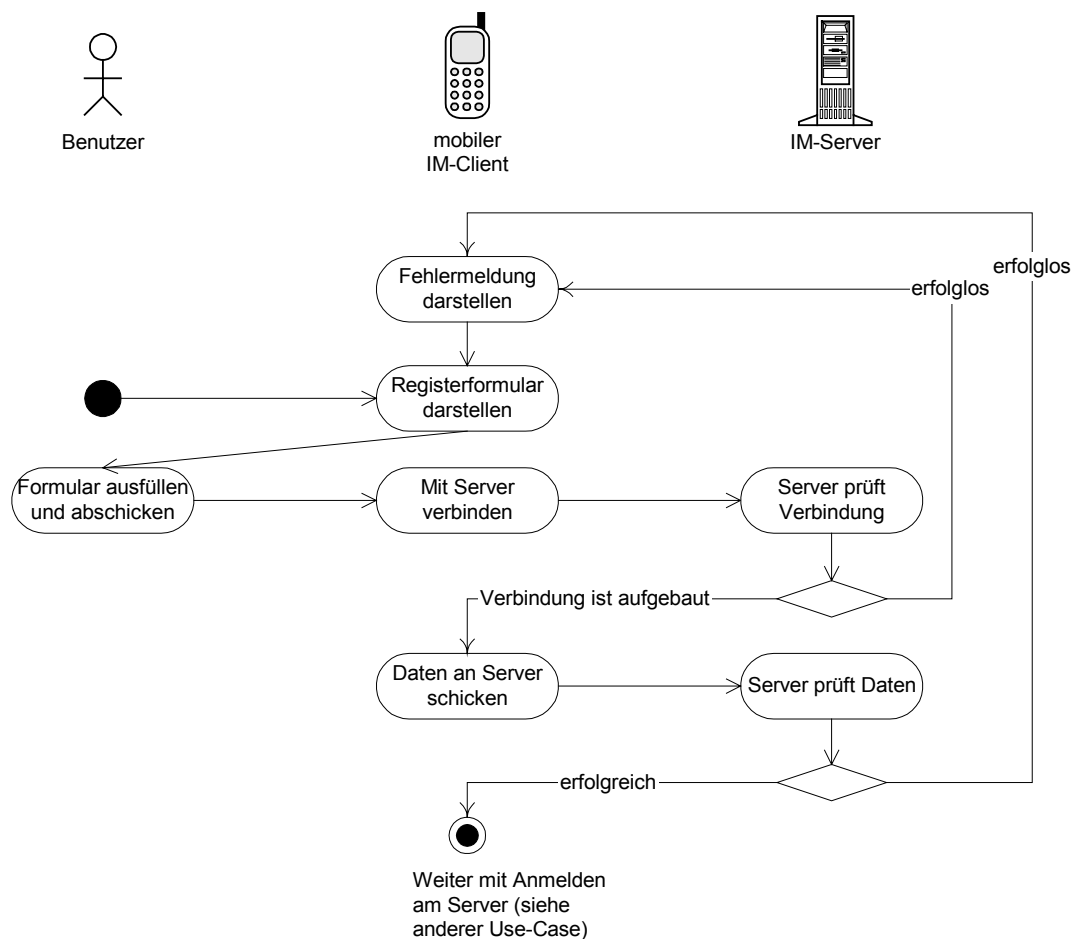 Benutzer
mobiler
IM-Client
IM-Server
erfolglos
Fehlermeldung
darstellen
erfolglos
Registerformular
darstellen
Formular ausfüllen
und abschicken
Mit Server
verbinden
Server prüft
Verbindung
Verbindung ist aufgebaut
Daten an Server
schicken
Server prüft Daten
erfolgreich
Weiter mit Anmelden
am Server (siehe
anderer Use-Case)